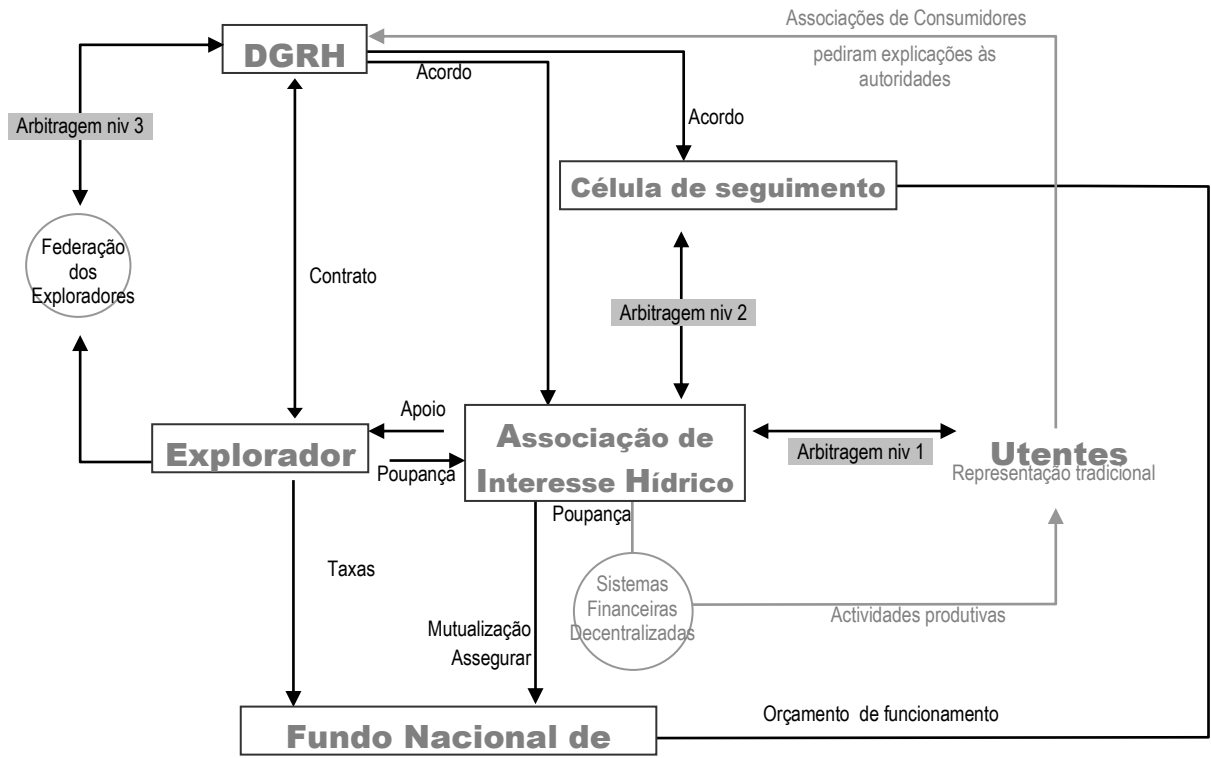 Associações de Consumidores
DGRH
pediram explicações às
autoridades
Acordo
Acordo
Arbitragem niv 3
Célula de seguimento
Federação
dos
Exploradores
Contrato
Arbitragem niv 2
Apoio
Associação de
Interesse Hídrico
Explorador
Poupança
Arbitragem niv 1
Utentes
Representação tradicional
Poupança
Taxas
Sistemas
Financeiras
Decentralizadas
Actividades produtivas
Mutualização
Assegurar
Orçamento de funcionamento
Fundo Nacional de